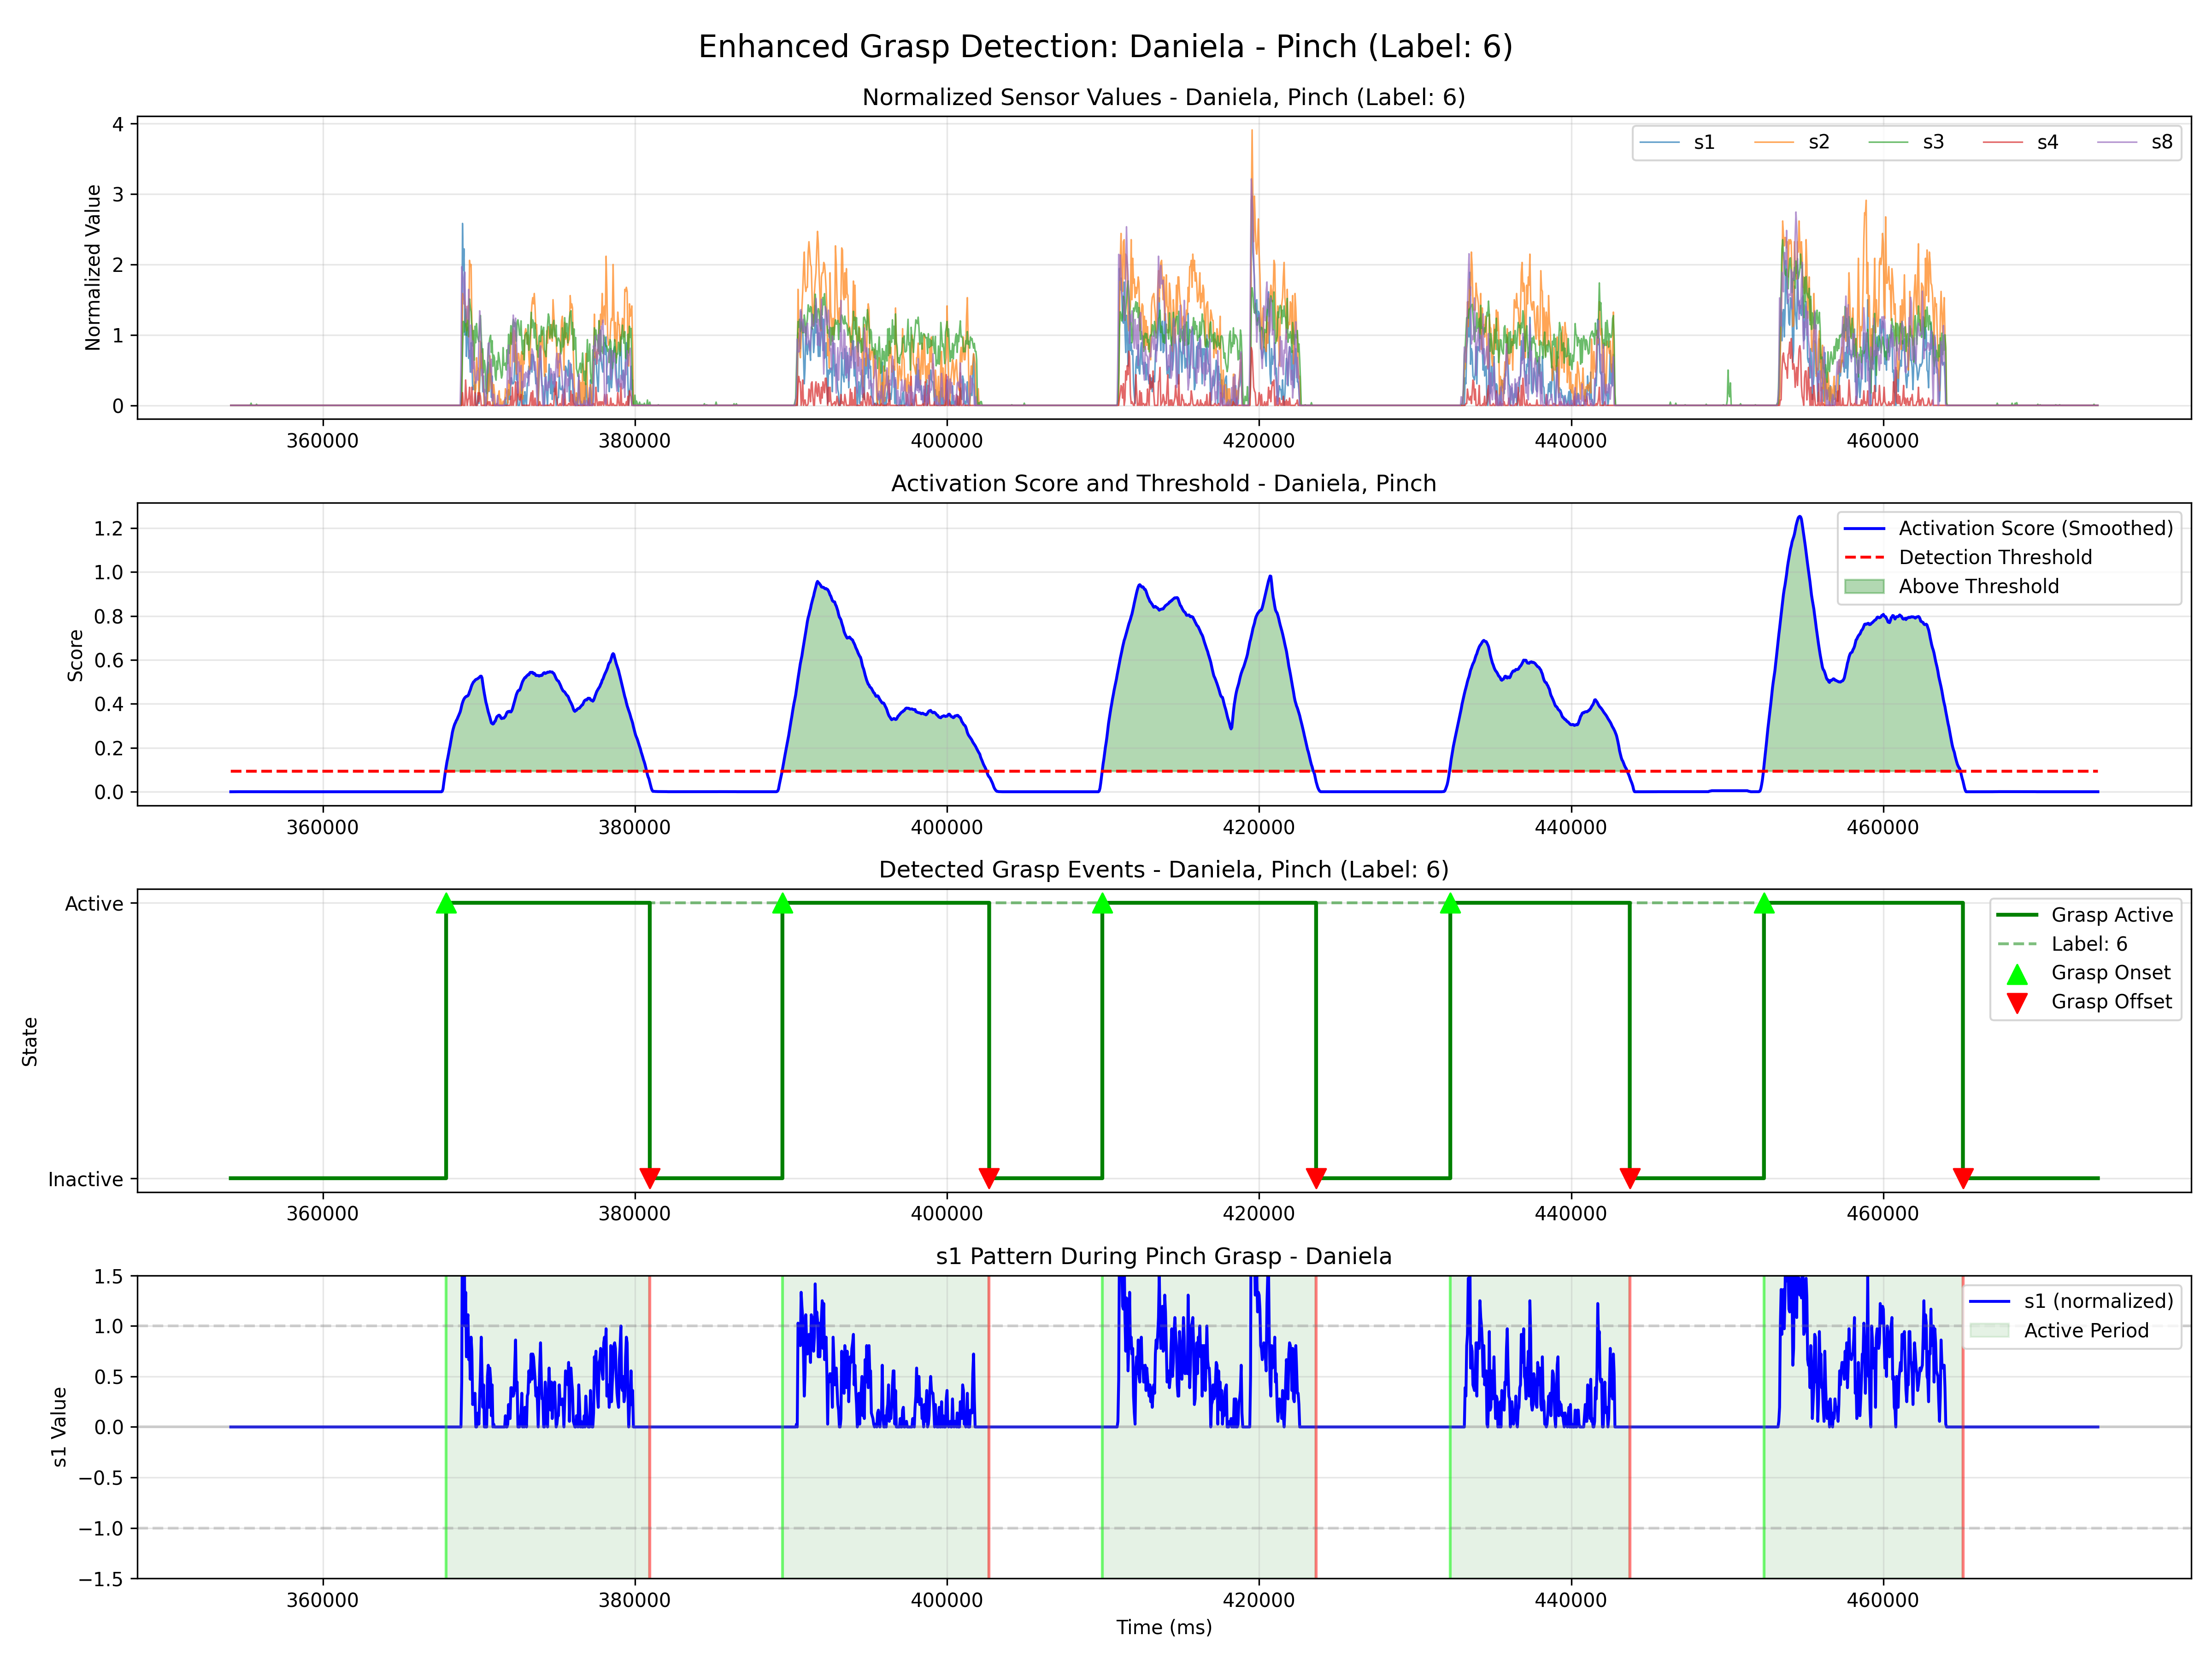 Enhanced Grasp Detection: Daniela - Pinch (Label: 6)
Normalized Sensor Values - Daniela, Pinch (Label: 6)
Normalized Value
4
3
2
1
0
s1 s2 s3 s4 s8
360000 380000 400000 420000 440000 460000
Activation Score and Threshold - Daniela, Pinch
Score
1.2
1.0
0.8
0.6
0.4
0.2
0.0
Activation Score (Smoothed)
Detection Threshold
Above Threshold
360000 380000 400000 420000 440000 460000
Detected Grasp Events - Daniela, Pinch (Label: 6)
State
Active
Inactive
Grasp Active
Label: 6
Grasp Onset
Grasp Offset
360000 380000 400000 420000 440000 460000
s1 Pattern During Pinch Grasp - Daniela
s1 Value
1.5
1.0
0.5
0.0
−0.5
−1.0
−1.5
s1 (normalized)
Active Period
360000 380000 400000 420000 440000 460000
Time (ms)